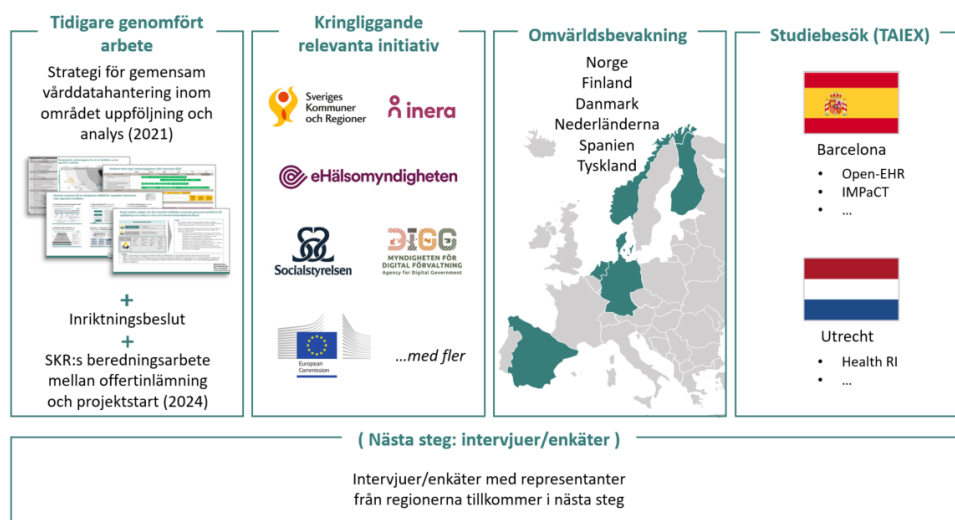 Tidigare genomfört
arbete
Strategi för gemensam
vårddatahantering inom
området uppföljning och
analys (2021)
+
Inriktningsbeslut
+
SKR:s beredningsarbete
mellan offertinlämning
och projektstart (2024)
Kringliggande
relevanta initiativ
Sveriges
Kommuner
och Regioner
inera
eHälsomyndigheten
Socialstyrelsen
DIGG
MYNDIGHETEN FÖR
DIGITAL FÖRVALTNING
Agency for Digital Government
European
Commission
...med fler
Omvärldsbevakning
Norge
Finland
Danmark
Nederländerna
Spanien
Tyskland
Studiebesök (TAIEX)
Barcelona
• Open-EHR
• IMPaCT
• ...
Utrecht
• Health RI
• ...
( Nästa steg: intervjuer/enkäter )
Intervjuer/enkäter med representanter
från regionerna tillkommer i nästa steg